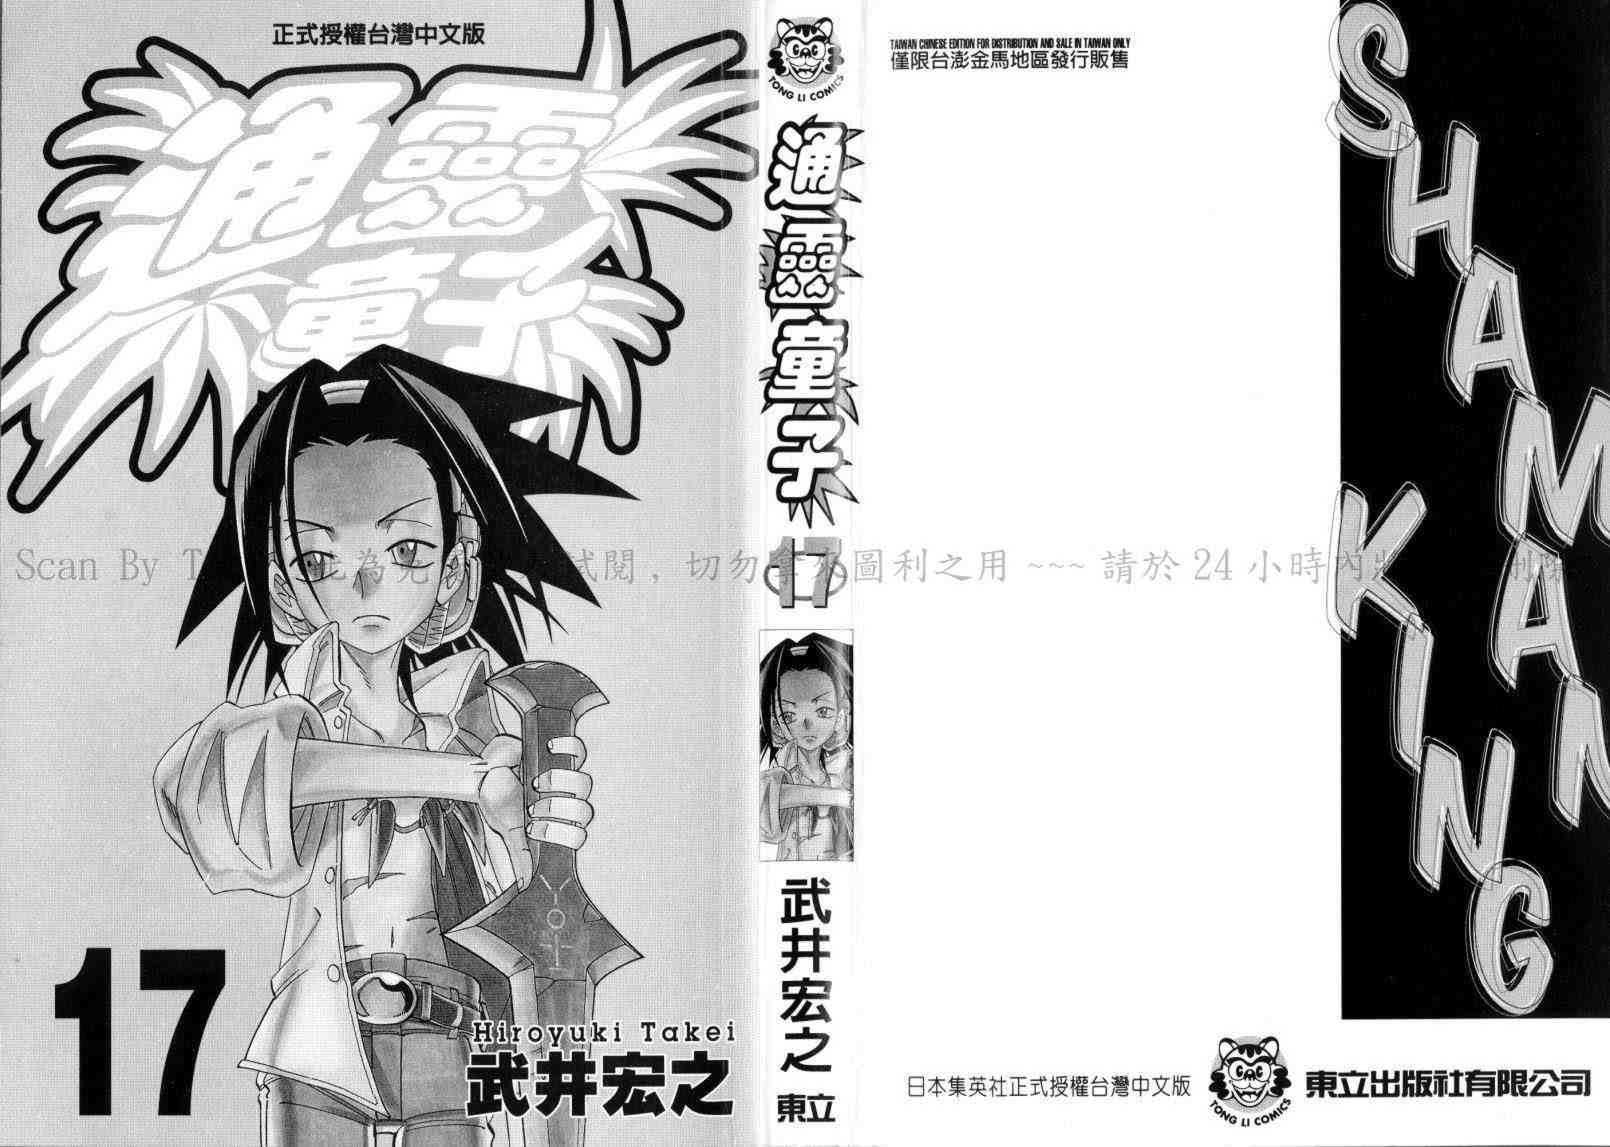 正式授權台灣中文版
通靈
童子
17
Hiroyuki Takei
武井宏之
TONG LI COMICS
通靈童子
17
武井宏之
東立
TAIWAN CHINESE EDITION FOR DISTRIBUTION AND SALE IN TAIWAN ONLY
僅限台澎金馬地區發行販售
SHAMAN
KING
日本集英社正式授權台灣中文版
TONG LI COMICS
東立出版社有限公司
Scan By
試閱，切勿拿來圖利之用 ~~~ 請於 24 小時內
刪除